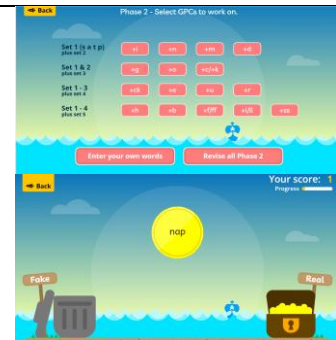 Back
Phase 2 - Select GPCs to work on.
Set 1 (s a t p)
plus set 2
+i +n +m +d
Set 1 & 2
plus set 3
+g +o +c/+k
Set 1 - 3
plus set 4
+ck +e +u +r
Set 1 - 4
plus set 5
+h +b +f/ff +l/ll +ss
Enter your own words
Revise all Phase 2
Back
Your score: 1
Progress
nap
Fake
Real